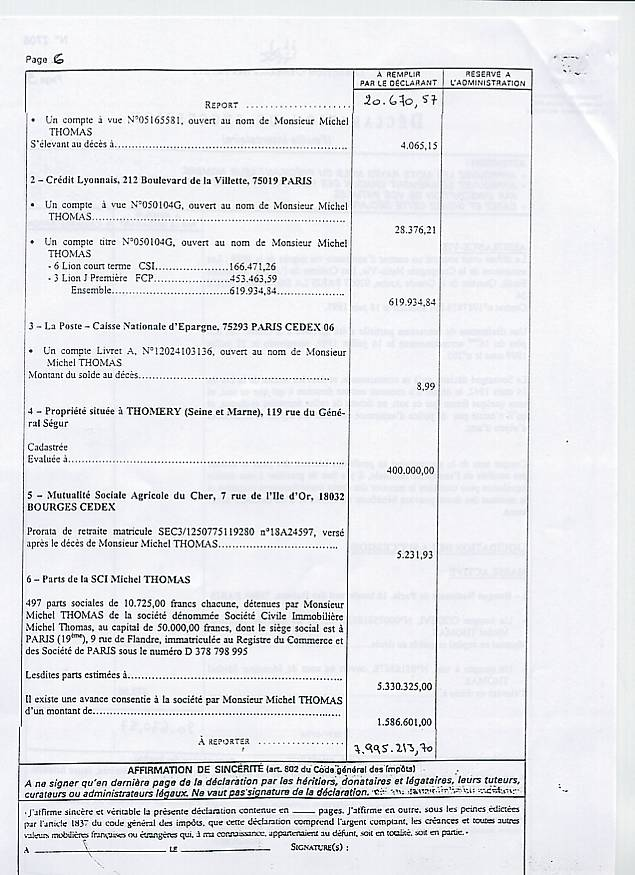 Page 6
A REMPLIR
PAR LE DÉCLARANT
RESERVÉ A
L'ADMINISTRATION
REPORT ..................... 20.670,57
• Un compte à vue N°05165581, ouvert au nom de Monsieur Michel
THOMAS
S'élevant au décès à............................................................ 4.065,15
2 – Crédit Lyonnais, 212 Boulevard de la Villette, 75019 PARIS
• Un compte à vue N°050104G, ouvert au nom de Monsieur Michel
THOMAS................................................................ 28.376,21
• Un compte titre N°050104G, ouvert au nom de Monsieur Michel
THOMAS
- 6 Lion court terme CSI...................166.471,26
- 3 Lion I Première FCP...................453.463,59
Ensemble.............................619.934,84.................
619.934,84
3 – La Poste – Caisse Nationale d'Epargne, 75293 PARIS CEDEX 06
• Un compte Livret A, N°12024103136, ouvert au nom de Monsieur
Michel THOMAS
Montant du solde au décès................................................
8,99
4 – Propriété située à THOMERY (Seine et Marne), 119 rue du Géné-
ral Ségur
Cadastrée
Evaluée à.....................................................................
400.000,00
5 – Mutualité Sociale Agricole du Cher, 7 rue de l'Ile d'Or, 18032
BOURGES CEDEX
Prorata de retraite matricule SEC3/1250775119280 n°18A24597, versé
après le décès de Monsieur Michel THOMAS..............................
5.231,93
6 – Parts de la SCI Michel THOMAS
497 parts sociales de 10.725,00 francs chacune, détenues par Monsieur
Michel THOMAS de la société dénommée Société Civile Immobilière
Michel Thomas, au capital de 50.000,00 francs, dont le siège social est à
PARIS (19ème), 9 rue de Flandre, immatriculée au Registre du Commerce et
des Société de PARIS sous le numéro D 378 798 995
Lesdites parts estimées à......................................................
5.330.325,00
Il existe une avance consentie à la société par Monsieur Michel THOMAS
d'un montant de...............................................................
1.586.601,00
À REPORTER .................. 7.995.213,70
AFFIRMATION DE SINCÉRITÉ (art. 802 du Code général des impôts)
A ne signer qu'en dernière page de la déclaration par les héritiers, donataires et légataires, leurs tuteurs,
curateurs ou administrateurs légaux. Ne vaut pas signature de la déclaration.
- J'affirme sincère et véritable la présente déclaration contenue en ____ pages. J'affirme en outre, sous les peines édictées
par l'article 1837 du code général des impôts, que cette déclaration comprend l'argent comptant, les créances et toutes autres
valeurs mobilières françaises ou étrangères qui, à ma connaissance, appartenaient au défunt, soit en totalité, soit en partie. -
A ____ LE ____ SIGNATURE(S) :